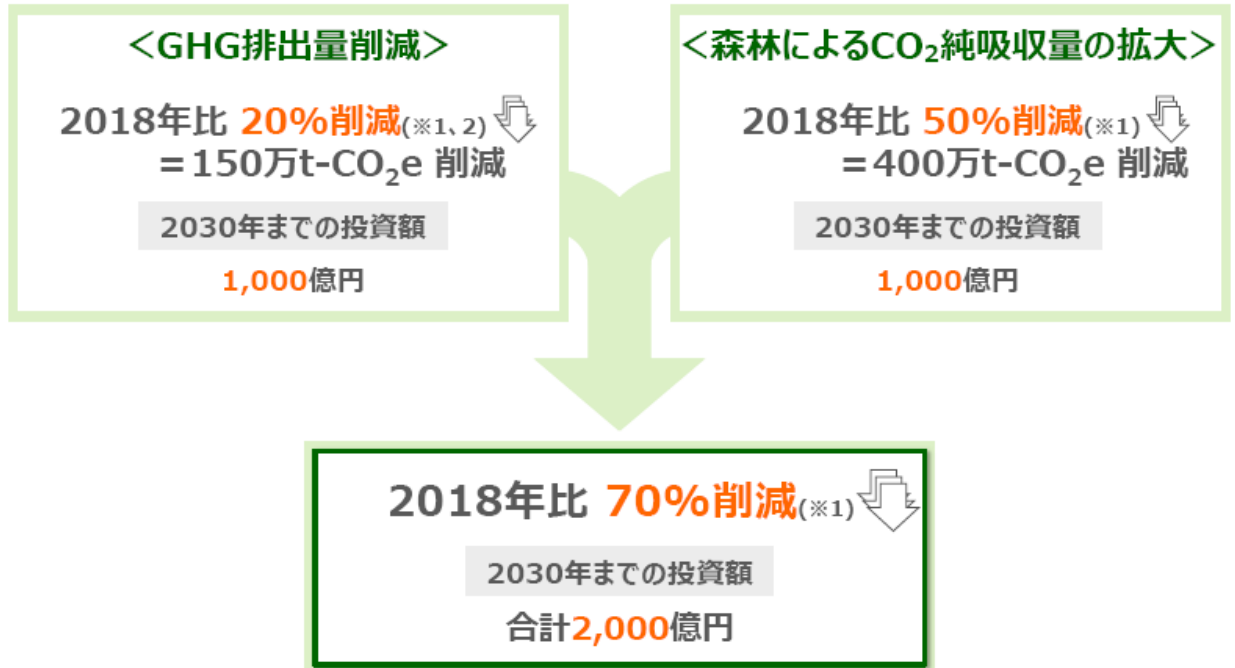 ＜GHG排出量削減＞
2018年比 20%削減(※1、2)
＝150万t-CO₂e 削減
2030年までの投資額
1,000億円
＜森林によるCO₂純吸収量の拡大＞
2018年比 50%削減(※1)
＝400万t-CO₂e 削減
2030年までの投資額
1,000億円
2018年比 70%削減(※1)
2030年までの投資額
合計2,000億円